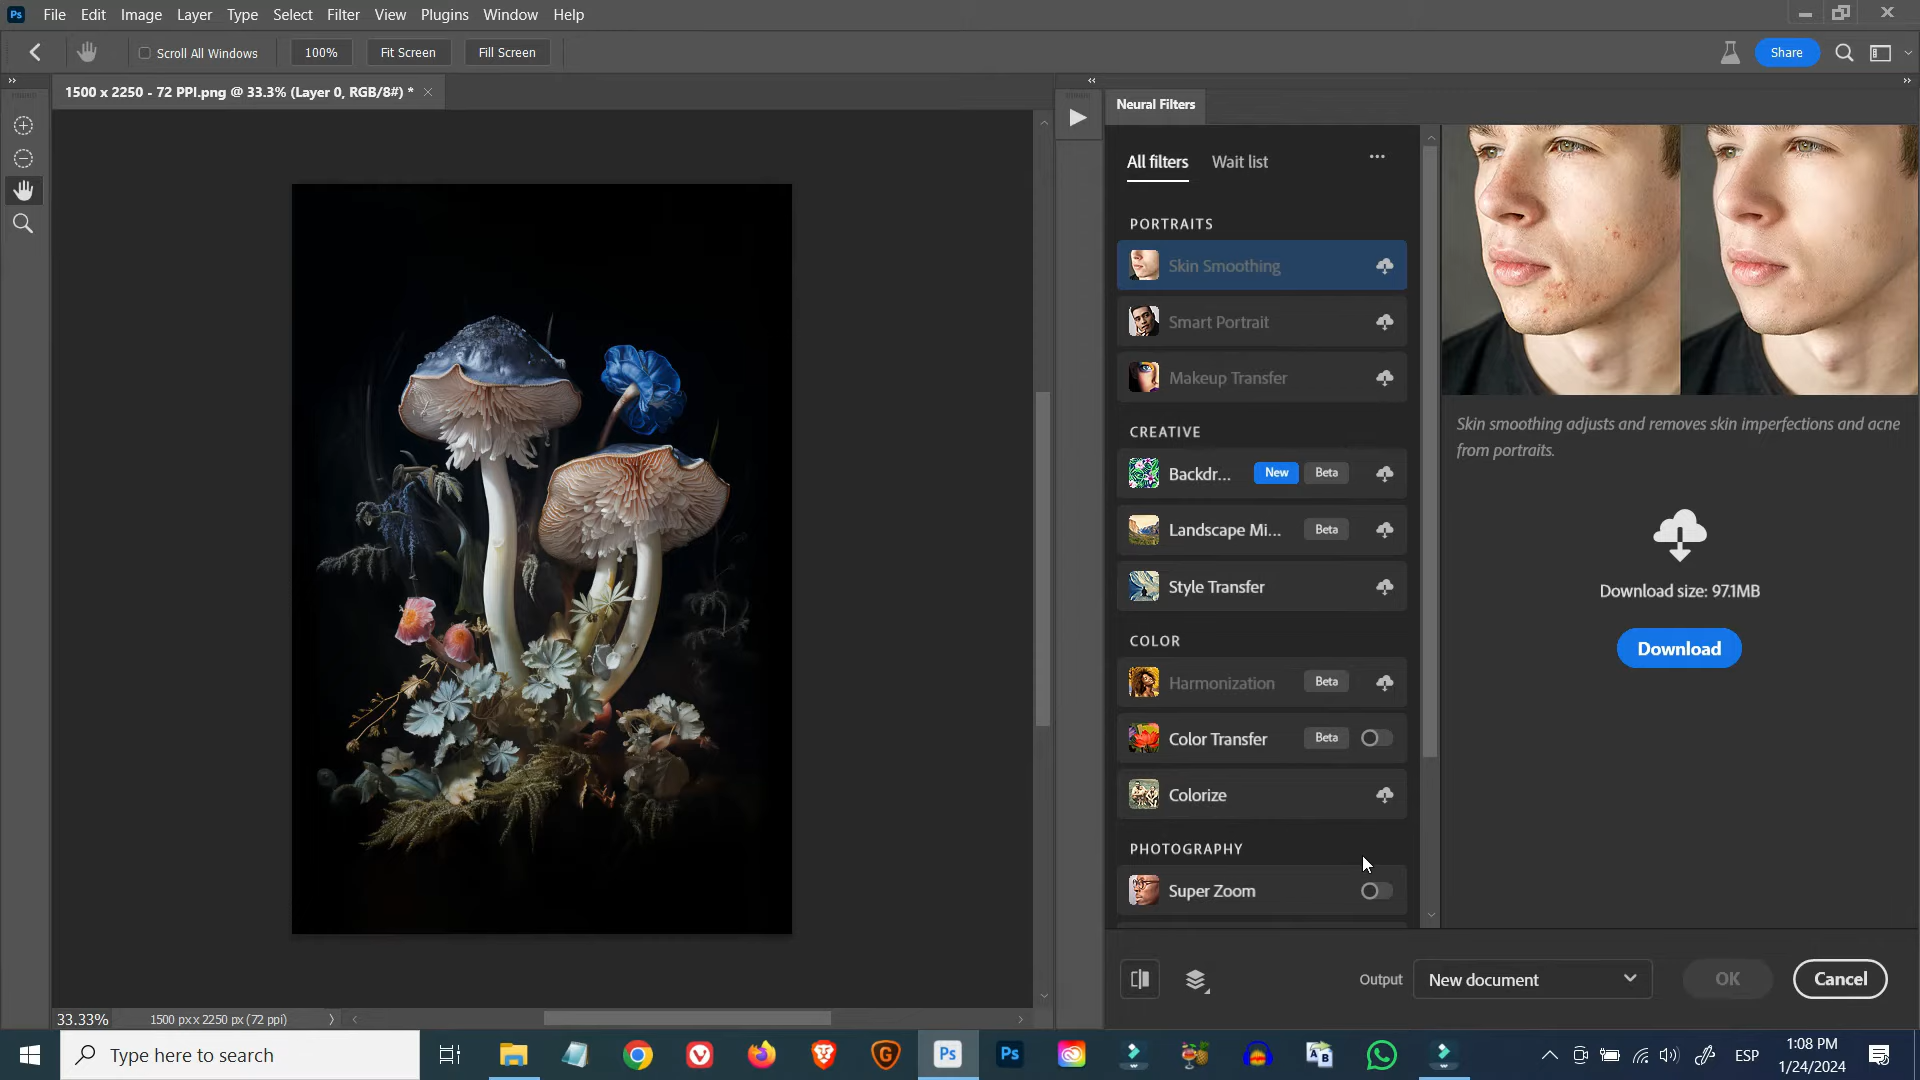 Ps File Edit Image Layer Type Select Filter View Plugins Window Help
Scroll All Windows 100% Fit Screen Fill Screen Share
1500 x 2250 - 72 PPI.png @ 33.3% (Layer 0, RGB/8#) *
Neural Filters
All filters Wait list
PORTRAITS
Skin Smoothing
Smart Portrait
Makeup Transfer
CREATIVE
Backdr... New Beta
Landscape Mi... Beta
Style Transfer
COLOR
Harmonization Beta
Color Transfer Beta
Colorize
PHOTOGRAPHY
Super Zoom
Skin smoothing adjusts and removes skin imperfections and acne
from portraits.
Download size: 97.1MB
Download
Output New document OK Cancel
33.33% 1500 px x 2250 px (72 ppi)
Type here to search
Ps
Ps
A B
ESP
1:08 PM
1/24/2024